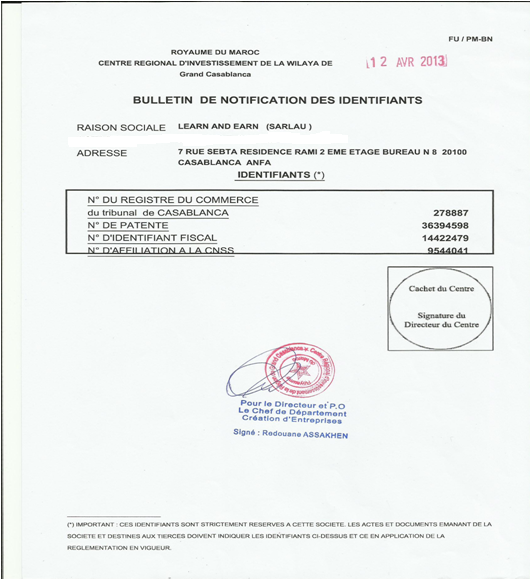 FU / PM-BN
ROYAUME DU MAROC
CENTRE REGIONAL D'INVESTISSEMENT DE LA WILAYA DE
Grand Casablanca
12 AVR 2013
BULLETIN DE NOTIFICATION DES IDENTIFIANTS
RAISON SOCIALE LEARN AND EARN (SARLAU )
ADRESSE 7 RUE SEBTA RESIDENCE RAMI 2 EME ETAGE BUREAU N 8 20100
CASABLANCA ANFA
IDENTIFIANTS (*)
N° DU REGISTRE DU COMMERCE
du tribunal de CASABLANCA 278887
N° DE PATENTE 36394598
N° D'IDENTIFIANT FISCAL 14422479
N° D'AFFILIATION A LA CNSS 9544041
Cachet du Centre
Signature du
Directeur du Centre
Pour le Directeur et P.O
Le Chef de Département
Création d'Entreprises
Signé : Redouane ASSAKHEN
(*) IMPORTANT : CES IDENTIFIANTS SONT STRICTEMENT RESERVES A CETTE SOCIETE. LES ACTES ET DOCUMENTS EMANANT DE LA
SOCIETE ET DESTINES AUX TIERCES DOIVENT INDIQUER LES IDENTIFIANTS CI-DESSUS ET CE EN APPLICATION DE LA
REGLEMENTATION EN VIGUEUR.